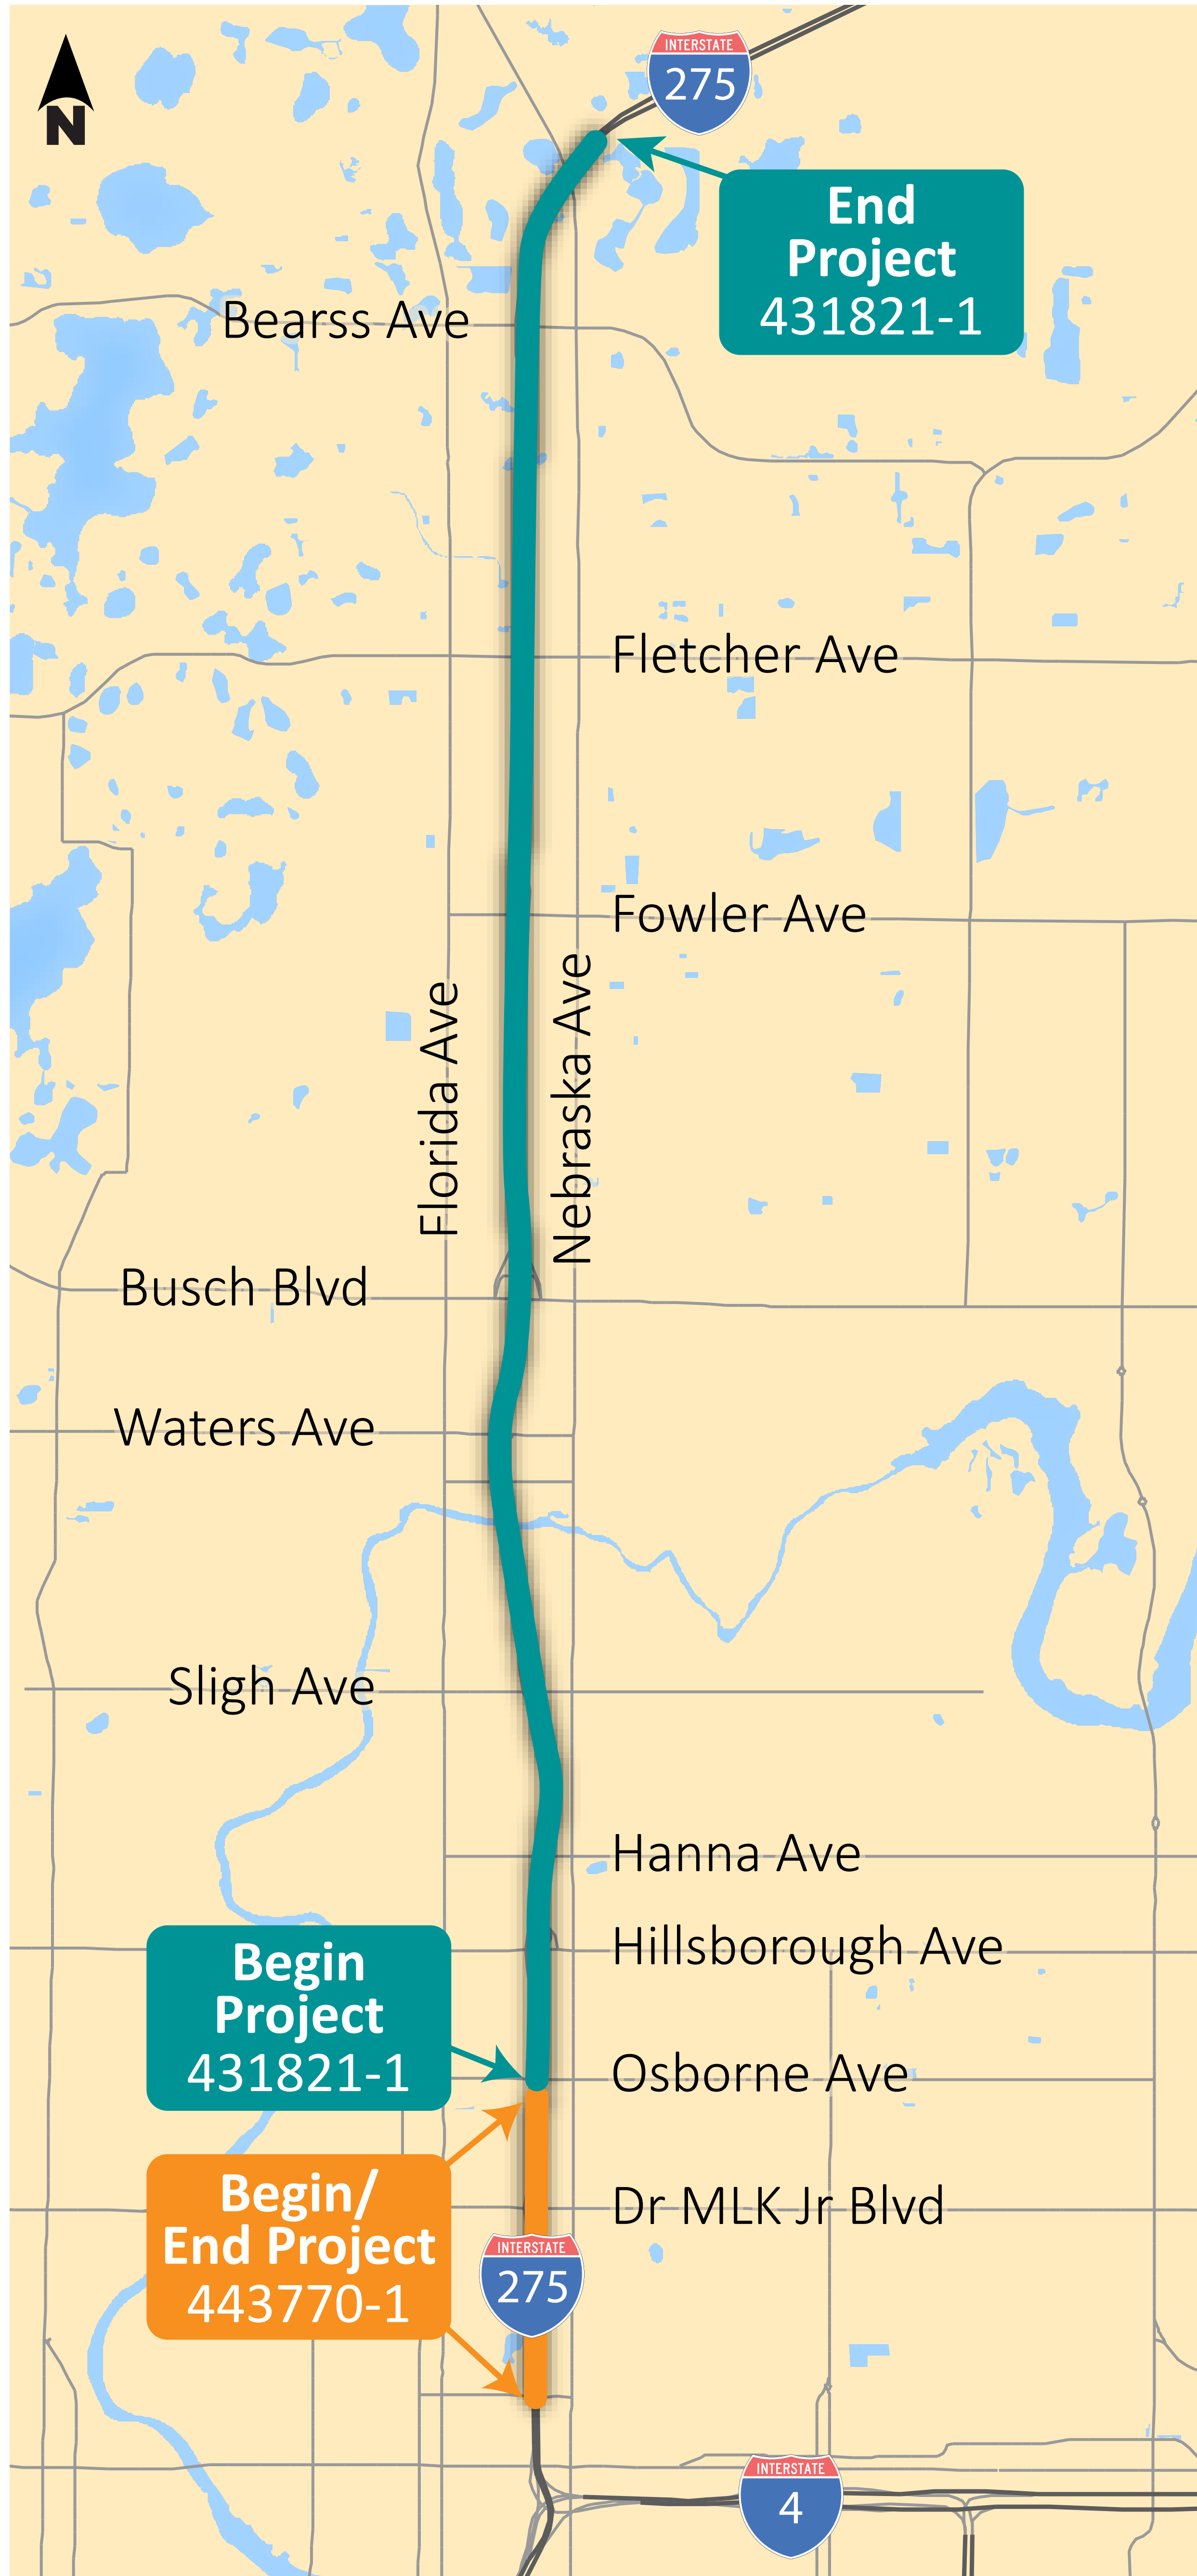 N
INTERSTATE
275
End
Project
431821-1
Bearss Ave
Fletcher Ave
Fowler Ave
Florida Ave
Nebraska Ave
Busch Blvd
Waters Ave
Sligh Ave
Hanna Ave
Hillsborough Ave
Begin
Project
431821-1
Osborne Ave
Begin/
End Project
443770-1
Dr MLK Jr Blvd
INTERSTATE
275
INTERSTATE
4